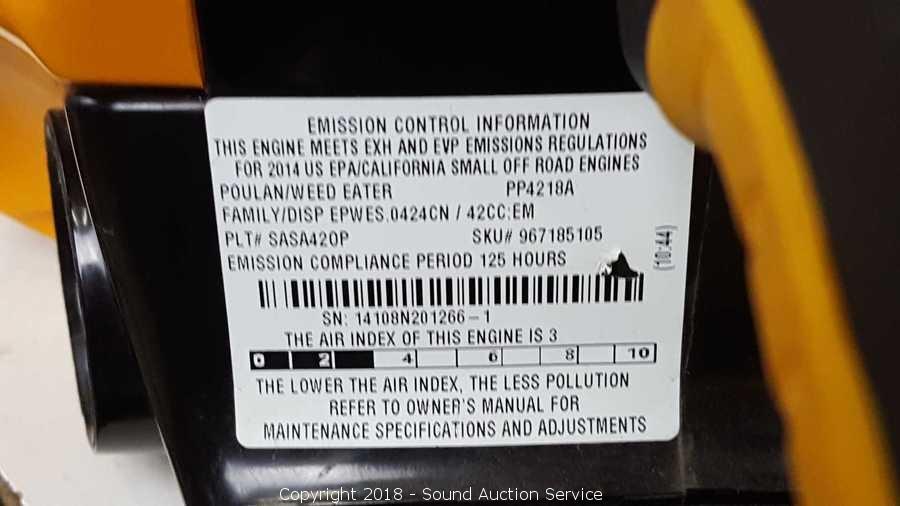 EMISSION CONTROL INFORMATION
THIS ENGINE MEETS EXH AND EVP EMISSIONS REGULATIONS
FOR 2014 US EPA/CALIFORNIA SMALL OFF ROAD ENGINES
POULAN/WEED EATER PP4218A
FAMILY/DISP EPWES.0424CN / 42CC:EM
PLT# SASA420P SKU# 967185105
EMISSION COMPLIANCE PERIOD 125 HOURS
(10:44)
SN: 14108N201266-1
THE AIR INDEX OF THIS ENGINE IS 3
0 2 4 6 8 10
THE LOWER THE AIR INDEX, THE LESS POLLUTION
REFER TO OWNER'S MANUAL FOR
MAINTENANCE SPECIFICATIONS AND ADJUSTMENTS
Copyright 2018 - Sound Auction Service